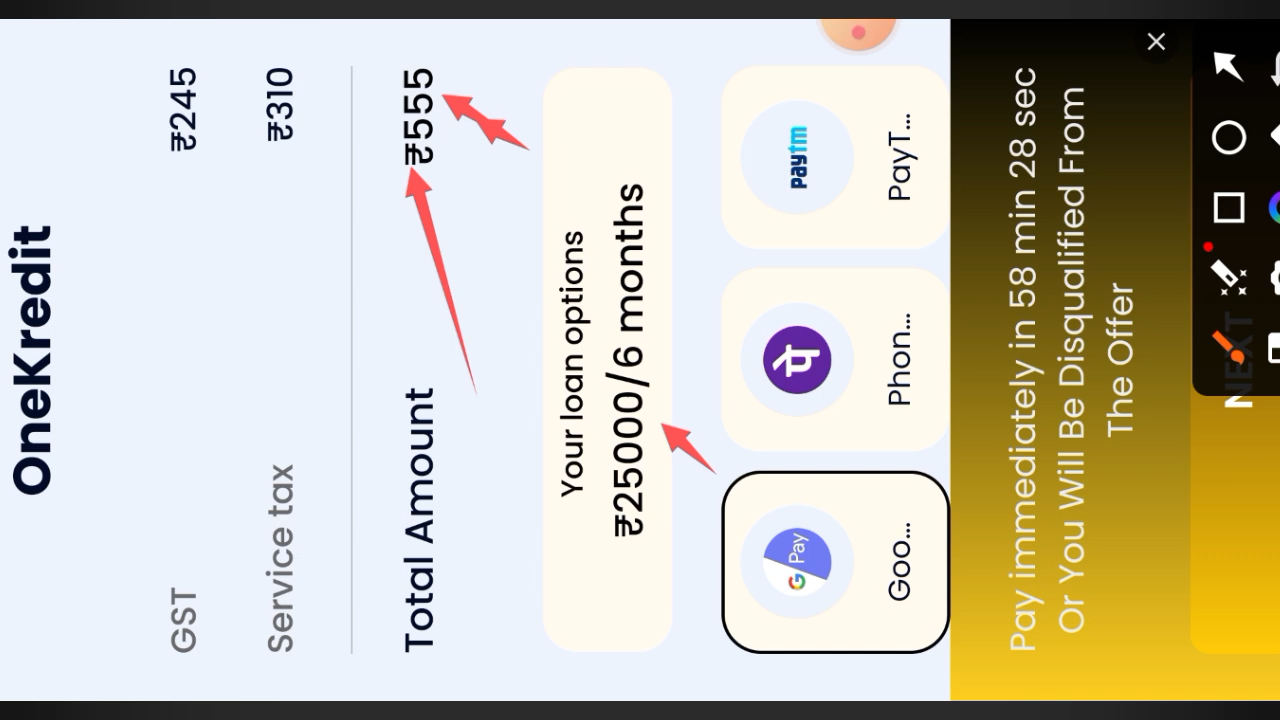 OneKredit
GST ₹245
Service tax ₹310
Total Amount ₹555
Your loan options
₹25000/6 months
G Pay
Goo...
पे
Phon...
paytm
PayT...
Pay immediately in 58 min 28 sec
Or You Will Be Disqualified From
The Offer
NEXT